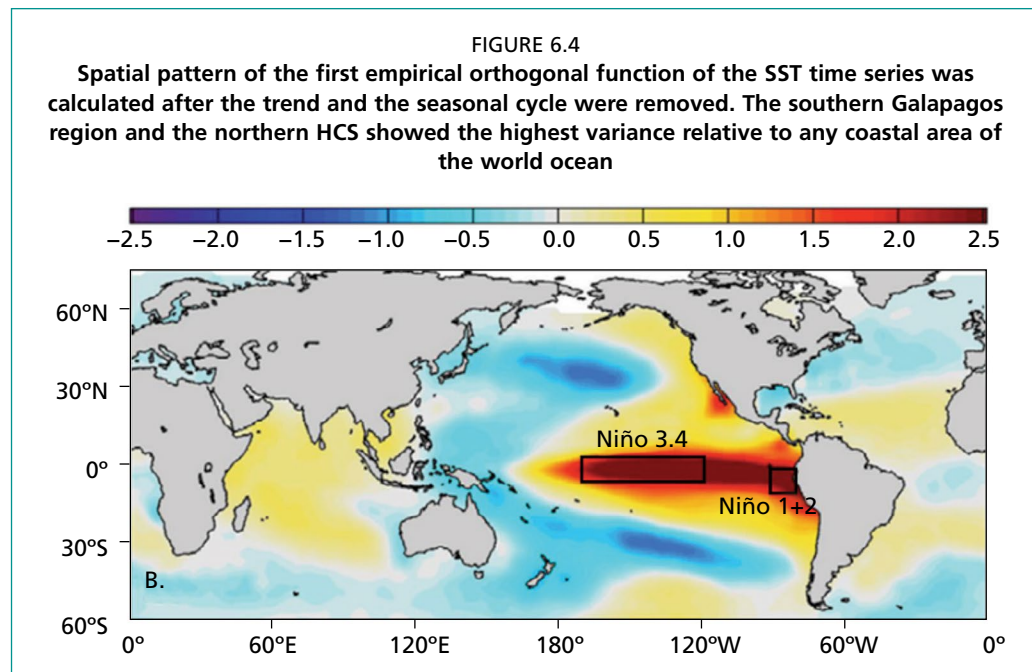 FIGURE 6.4
Spatial pattern of the first empirical orthogonal function of the SST time series was
calculated after the trend and the seasonal cycle were removed. The southern Galapagos
region and the northern HCS showed the highest variance relative to any coastal area of
the world ocean
−2.5 −2.0 −1.5 −1.0 −0.5 0.0 0.5 1.0 1.5 2.0 2.5
60ºN
30ºN
Niño 3.4
0º
Niño 1+2
30ºS
B.
60ºS
0º 60ºE 120ºE 180º 120ºW 60ºW 0º